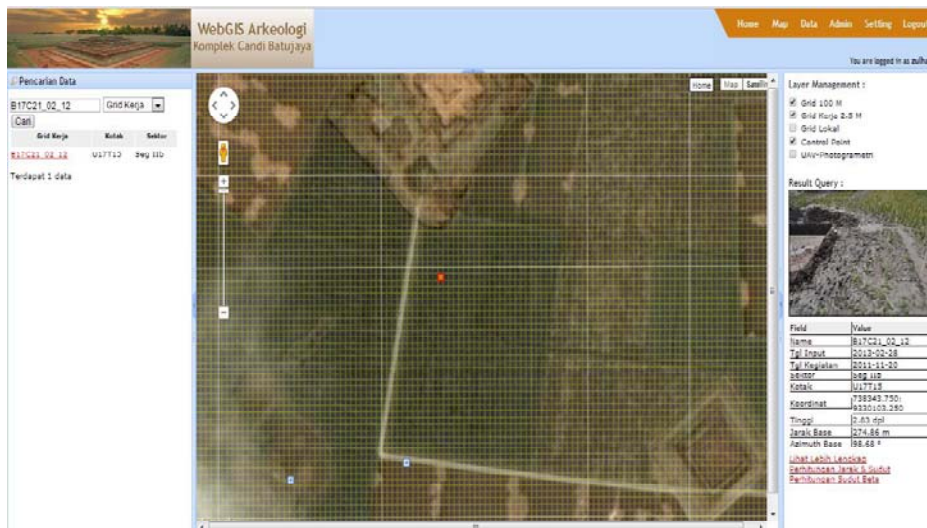 WebGIS Arkeologi
Komplek Candi Batujaya
Home Map Data Admin Setting Logout
You are logged in as zulha
Pencarian Data
B17C21_02_12 Grid Kerja
Cari
Grid Kerja Kotak Sektor
B17C21_02_12 U17T15 Seg IIb
Terdapat 1 data
Home Map Satellit
Layer Management :
Grid 100 M
Grid Kerja 2.5 M
Grid Lokal
Control Point
UAV-Photogrametri
Result Query :
Field Value
Name B17C21_02_12
Tgl Input 2013-02-28
Tgl Kegiatan 2011-11-20
Sektor Seg IIb
Kotak U17T15
Koordinat 738343.750;
9330103.250
Tinggi 2.63 dpl
Jarak Base 274.86 m
Azimuth Base 98.68 °
Lihat Lebih Lengkap
Perhitungan Jarak & Sudut
Perhitungan Sudut Beta